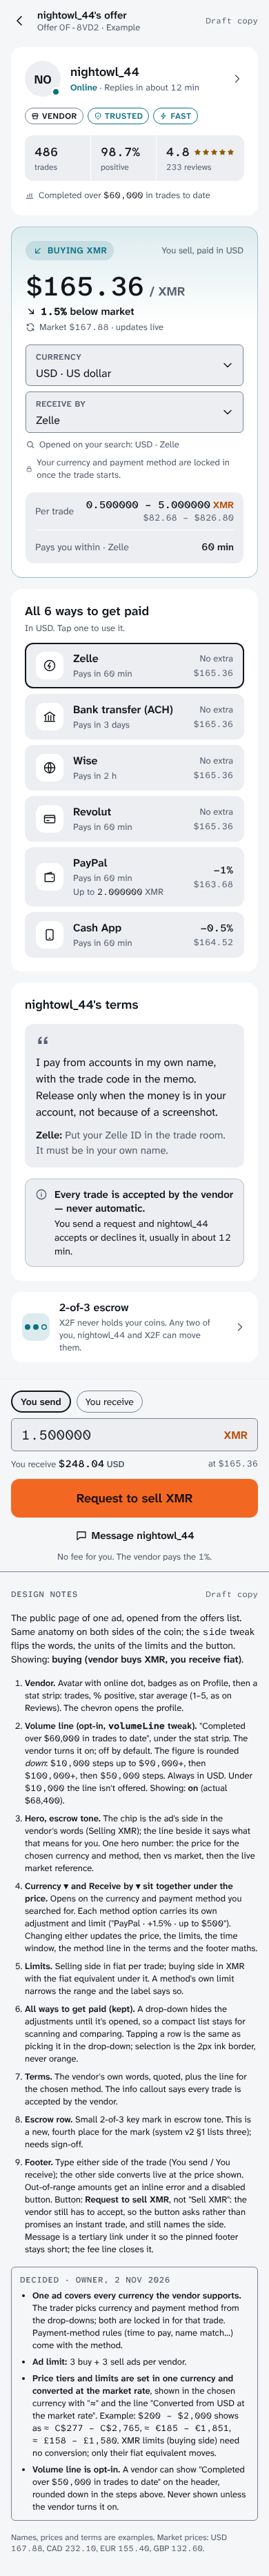 nightowl_44's offer
Offer OF-8VD2 · Example
Draft copy
NO
nightowl_44
Online · Replies in about 12 min
VENDOR
TRUSTED
FAST
486
trades
98.7%
positive
4.8 ★★★★★
233 reviews
Completed over $60,000 in trades to date
BUYING XMR
You sell, paid in USD
$165.36 / XMR
↘ 1.5% below market
Market $167.88 · updates live
CURRENCY
USD · US dollar
RECEIVE BY
Zelle
Opened on your search: USD · Zelle
Your currency and payment method are locked in
once the trade starts.
Per trade
0.500000 – 5.000000 XMR
$82.68 – $826.80
Pays you within · Zelle
60 min
All 6 ways to get paid
In USD. Tap one to use it.
Zelle
Pays in 60 min
No extra
$165.36
Bank transfer (ACH)
Pays in 3 days
No extra
$165.36
Wise
Pays in 2 h
No extra
$165.36
Revolut
Pays in 60 min
No extra
$165.36
PayPal
Pays in 60 min
Up to 2.000000 XMR
−1%
$163.68
Cash App
Pays in 60 min
−0.5%
$164.52
nightowl_44's terms
“
I pay from accounts in my own name,
with the trade code in the memo.
Release only when the money is in your
account, not because of a screenshot.
Zelle: Put your Zelle ID in the trade room.
It must be in your own name.
Every trade is accepted by the vendor
— never automatic.
You send a request and nightowl_44
accepts or declines it, usually in about 12
min.
2-of-3 escrow
X2F never holds your coins. Any two of
you, nightowl_44 and X2F can move
them.
You send
You receive
1.500000
XMR
You receive $248.04 USD
at $165.36
Request to sell XMR
Message nightowl_44
No fee for you. The vendor pays the 1%.
DESIGN NOTES
Draft copy
The public page of one ad, opened from the offers list.
Same anatomy on both sides of the coin; the side tweak
flips the words, the units of the limits and the button.
Showing: buying (vendor buys XMR, you receive fiat).
1. Vendor. Avatar with online dot, badges as on Profile, then a
stat strip: trades, % positive, star average (1–5, as on
Reviews). The chevron opens the profile.
2. Volume line (opt-in, volumeLine tweak). "Completed
over $60,000 in trades to date", under the stat strip. The
vendor turns it on; off by default. The figure is rounded
down: $10,000 steps up to $90,000+, then
$100,000+, then $50,000 steps. Always in USD. Under
$10,000 the line isn't offered. Showing: on (actual
$68,400).
3. Hero, escrow tone. The chip is the ad's side in the
vendor's words (Selling XMR); the line beside it says what
that means for you. One hero number: the price for the
chosen currency and method, then vs market, then the live
market reference.
4. Currency ▾ and Receive by ▾ sit together under the
price. Opens on the currency and payment method you
searched for. Each method option carries its own
adjustment and limit ("PayPal · +1.5% · up to $500").
Changing either updates the price, the limits, the time
window, the method line in the terms and the footer maths.
5. Limits. Selling side in fiat per trade; buying side in XMR
with the fiat equivalent under it. A method's own limit
narrows the range and the label says so.
6. All ways to get paid (kept). A drop-down hides the
adjustments until it's opened, so a compact list stays for
scanning and comparing. Tapping a row is the same as
picking it in the drop-down; selection is the 2px ink border,
never orange.
7. Terms. The vendor's own words, quoted, plus the line for
the chosen method. The info callout says every trade is
accepted by the vendor.
8. Escrow row. Small 2-of-3 key mark in escrow tone. This is
a new, fourth place for the mark (system v2 §1 lists three);
needs sign-off.
9. Footer. Type either side of the trade (You send / You
receive); the other side converts live at the price shown.
Out-of-range amounts get an inline error and a disabled
button. Button: Request to sell XMR, not "Sell XMR": the
vendor still has to accept, so the button asks rather than
promises an instant trade, and still names the side.
Message is a tertiary link under it so the pinned footer
stays short; the fee line closes it.
DECIDED · OWNER, 2 NOV 2026
• One ad covers every currency the vendor supports.
The trader picks currency and payment method from
the drop-downs; both are locked in for that trade.
Payment-method rules (time to pay, name match…)
come with the method.
• Ad limit: 3 buy + 3 sell ads per vendor.
• Price tiers and limits are set in one currency and
converted at the market rate, shown in the chosen
currency with "≈" and the line "Converted from USD at
the market rate". Example: $200 – $2,000 shows
as ≈ C$277 – C$2,765, ≈ €185 – €1,851,
≈ £158 – £1,580. XMR limits (buying side) need
no conversion; only their fiat equivalent moves.
• Volume line is opt-in. A vendor can show "Completed
over $50,000 in trades to date" on the header,
rounded down in the steps above. Never shown unless
the vendor turns it on.
Names, prices and terms are examples. Market prices: USD
167.88, CAD 232.10, EUR 155.40, GBP 132.60.